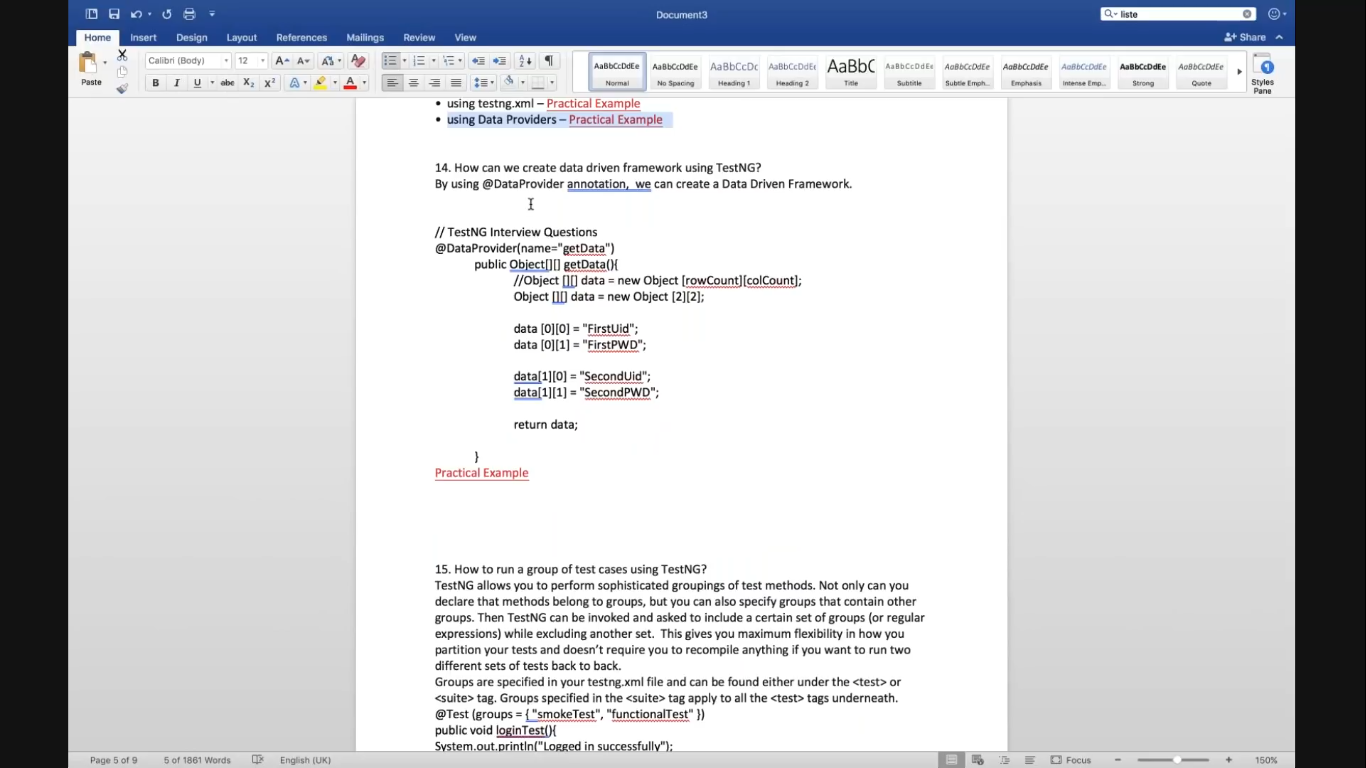 Document3
liste
Home Insert Design Layout References Mailings Review View
Share
Paste
Calibri (Body) 12
AaBbCcDdEe AaBbCcDdEe AaBbCcDc AaBbCcDdEe AaBbC AaBbCcDdEe AaBbCcDdEe AaBbCcDdEe AaBbCcDdEe AaBbCcDdEe AaBbCcDdEe
Normal No Spacing Heading 1 Heading 2 Title Subtitle Subtle Emph... Emphasis Intense Emp... Strong Quote
Styles
Pane
• using testng.xml – Practical Example
• using Data Providers – Practical Example
14. How can we create data driven framework using TestNG?
By using @DataProvider annotation,  we can create a Data Driven Framework.
// TestNG Interview Questions
@DataProvider(name="getData")
public Object[][] getData(){
//Object [][] data = new Object [rowCount][colCount];
Object [][] data = new Object [2][2];
data [0][0] = "FirstUid";
data [0][1] = "FirstPWD";
data[1][0] = "SecondUid";
data[1][1] = "SecondPWD";
return data;
}
Practical Example
15. How to run a group of test cases using TestNG?
TestNG allows you to perform sophisticated groupings of test methods. Not only can you
declare that methods belong to groups, but you can also specify groups that contain other
groups. Then TestNG can be invoked and asked to include a certain set of groups (or regular
expressions) while excluding another set.  This gives you maximum flexibility in how you
partition your tests and doesn't require you to recompile anything if you want to run two
different sets of tests back to back.
Groups are specified in your testng.xml file and can be found either under the <test> or
<suite> tag. Groups specified in the <suite> tag apply to all the <test> tags underneath.
@Test (groups = { "smokeTest", "functionalTest" })
public void loginTest(){
System.out.println("Logged in successfully");
Page 5 of 9 5 of 1861 Words English (UK) Focus 150%